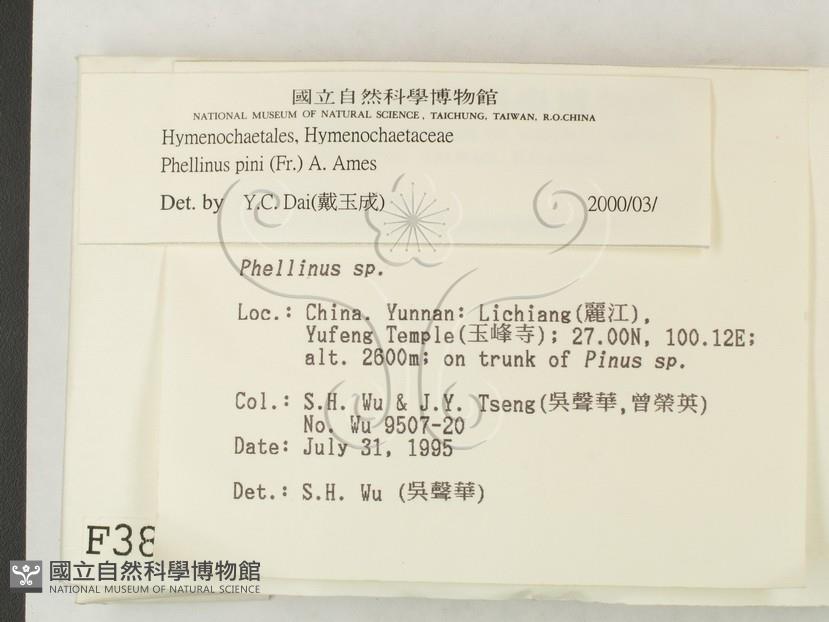 國立自然科學博物館
NATIONAL MUSEUM OF NATURAL SCIENCE, TAICHUNG, TAIWAN, R.O.CHINA
Hymenochaetales, Hymenochaetaceae
Phellinus pini (Fr.) A. Ames
Det. by Y.C. Dai(戴玉成) 2000/03/
Phellinus sp.
Loc.: China. Yunnan: Lichiang(麗江),
Yufeng Temple(玉峰寺); 27.00N, 100.12E;
alt. 2600m; on trunk of Pinus sp.
Col.: S.H. Wu & J.Y. Tseng(吳聲華,曾榮英)
No. Wu 9507-20
Date: July 31, 1995
Det.: S.H. Wu (吳聲華)
F38
國立自然科學博物館
NATIONAL MUSEUM OF NATURAL SCIENCE